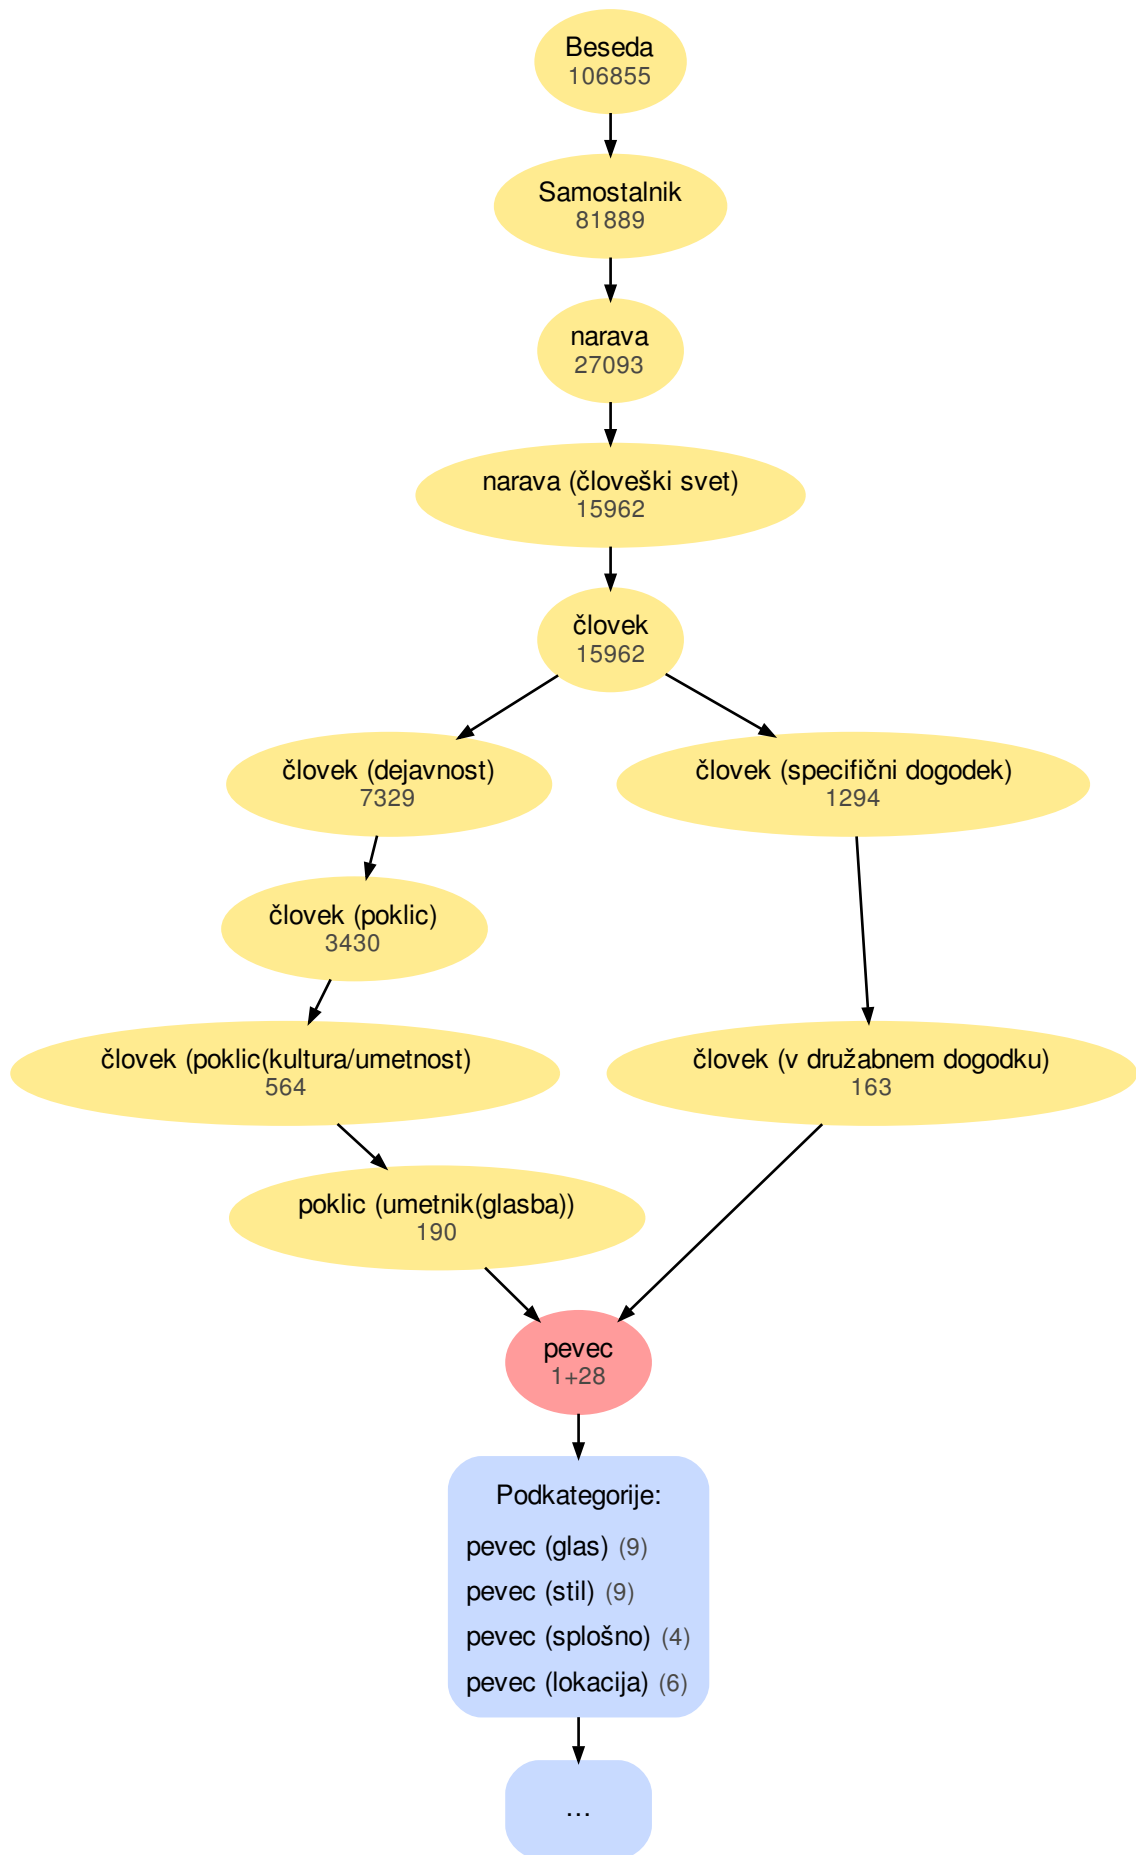 Beseda
106855
Samostalnik
81889
narava
27093
narava (človeški svet)
15962
človek
15962
človek (dejavnost)
7329
človek (specifični dogodek)
1294
človek (poklic)
3430
človek (poklic(kultura/umetnost)
564
človek (v družabnem dogodku)
163
poklic (umetnik(glasba))
190
pevec
1+28
Podkategorije:
pevec (glas) (9)
pevec (stil) (9)
pevec (splošno) (4)
pevec (lokacija) (6)
...